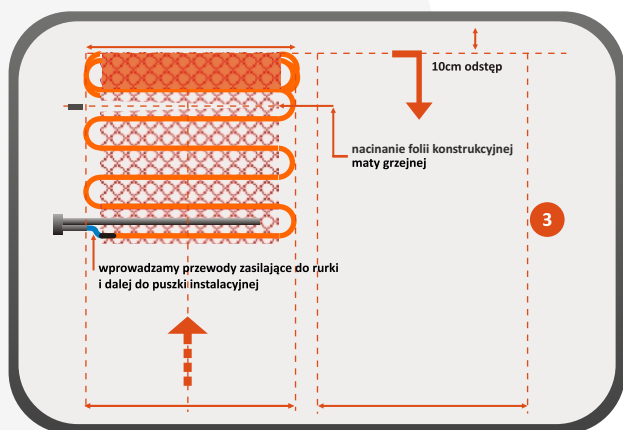 10cm odstęp
nacinanie folii konstrukcyjnej
maty grzejnej
3
wprowadzamy przewody zasilające do rurki
i dalej do puszki instalacyjnej